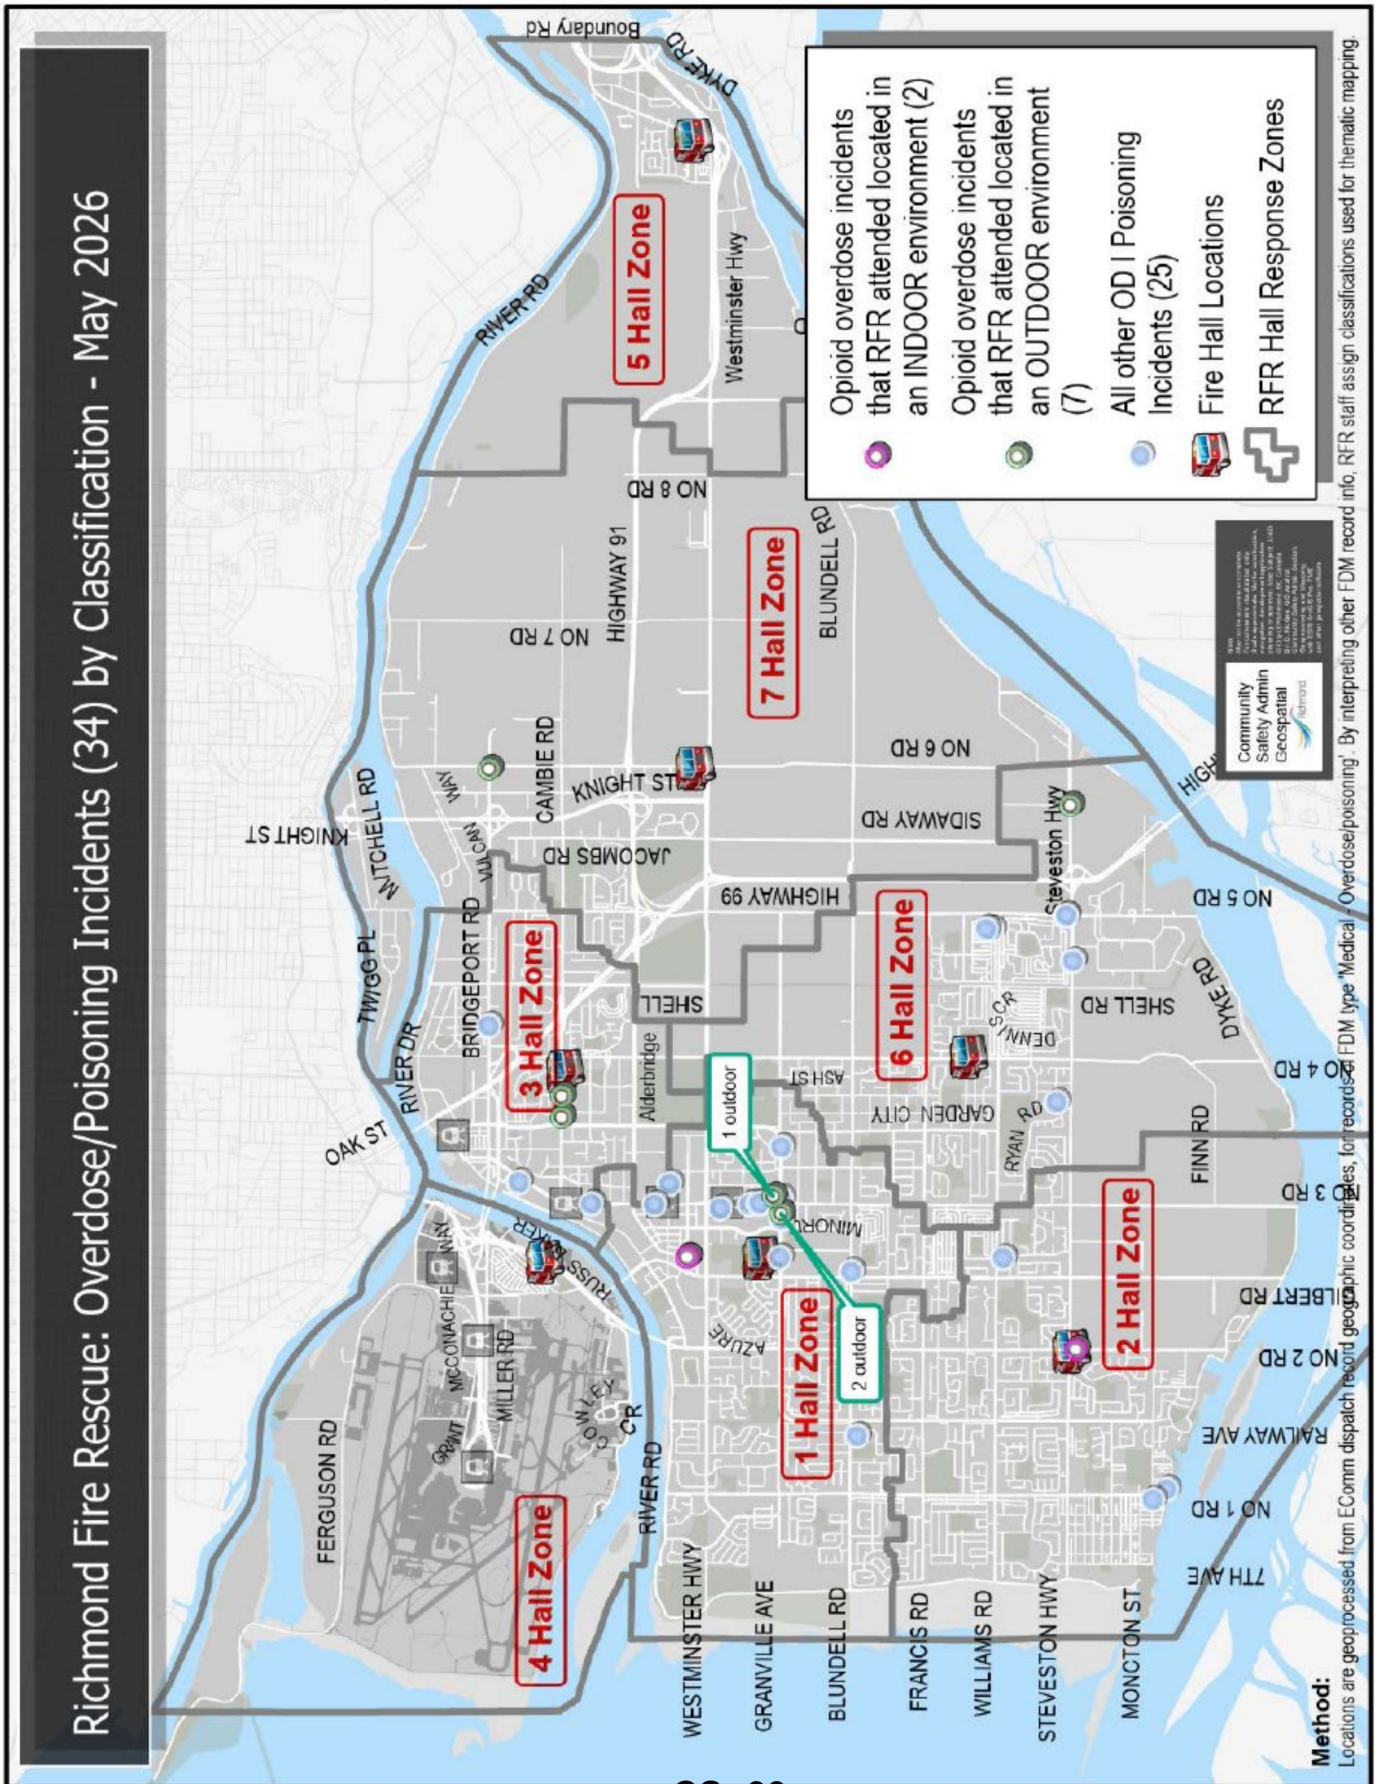 Richmond Fire Rescue: Overdose/Poisoning Incidents (34) by Classification - May 2026
Boundary Rd
DYKE RD
RIVER RD
5 Hall Zone
Westminster Hwy
NO 8 RD
HIGHWAY 91
NO 7 RD
7 Hall Zone
BLUNDELL RD
NO 6 RD
CAMBIE RD
KNIGHT ST
KNIGHT ST
MITCHELL RD
VULCAN
WAY
JACOBMBS RD
SIDAWAY RD
HIGHWAY 99
Steveston Hwy
HIGH
NO 5 RD
TWIGG PL
BRIDGEPORT RD
3 Hall Zone
SHELL
6 Hall Zone
RIVER DR
OAK ST
Alderbridge
1 outdoor
ASH ST
GARDEN CITY
DENNIS CR
SHELL RD
DYKE RD
NO 4 RD
RYAN RD
FINN RD
NO 3 RD
MINORU
2 Hall Zone
GILBERT RD
NO 2 RD
RAILWAY AVE
NO 1 RD
7TH AVE
MCCONACHIE WAY
RUSS BAKER
GRANT
MILLER RD
COWLEY CR
FERGUSON RD
4 Hall Zone
RIVER RD
AZURE
1 Hall Zone
2 outdoor
WESTMINSTER HWY
GRANVILLE AVE
BLUNDELL RD
FRANCIS RD
WILLIAMS RD
STEVESTON HWY
MONCTON ST
Opioid overdose incidents
that RFR attended located in
an INDOOR environment (2)
Opioid overdose incidents
that RFR attended located in
an OUTDOOR environment
(7)
All other OD | Poisoning
Incidents (25)
Fire Hall Locations
RFR Hall Response Zones
Community
Safety Admin
Geospatial
Richmond
Method:
Locations are geoprocessed from EComm dispatch record geographic coordinates, for records of FDM type 'Medical - Overdose/poisoning'. By interpreting other FDM record info, RFR staff assign classifications used for thematic mapping.